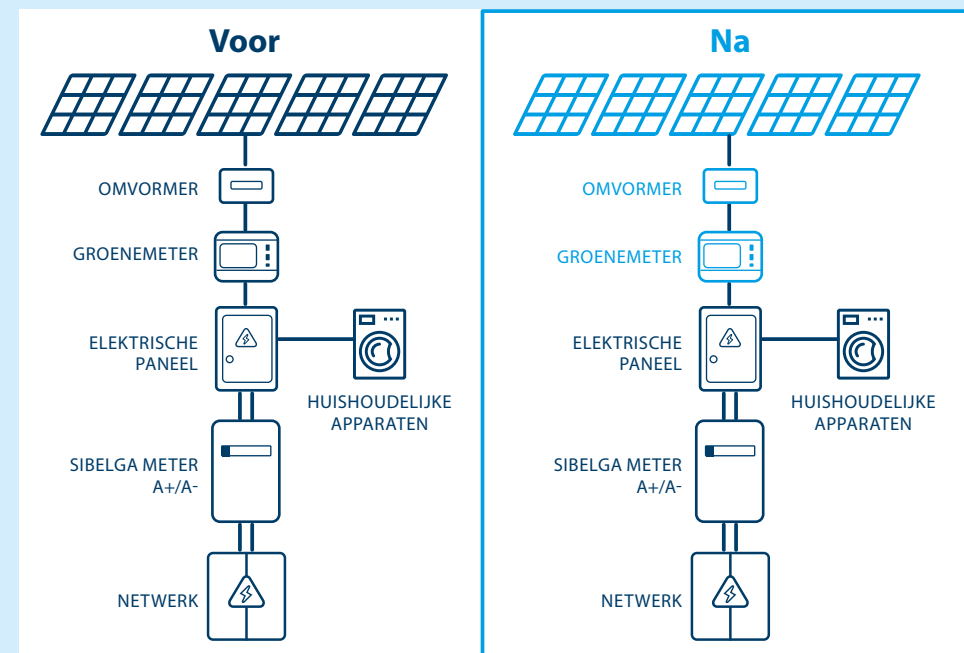 Voor
OMVORMER
GROENEMETER
ELEKTRISCHE
PANEEL
HUISHOUDELIJKE
APPARATEN
SIBELGA METER
A+/A-
NETWERK
Na
OMVORMER
GROENEMETER
ELEKTRISCHE
PANEEL
HUISHOUDELIJKE
APPARATEN
SIBELGA METER
A+/A-
NETWERK